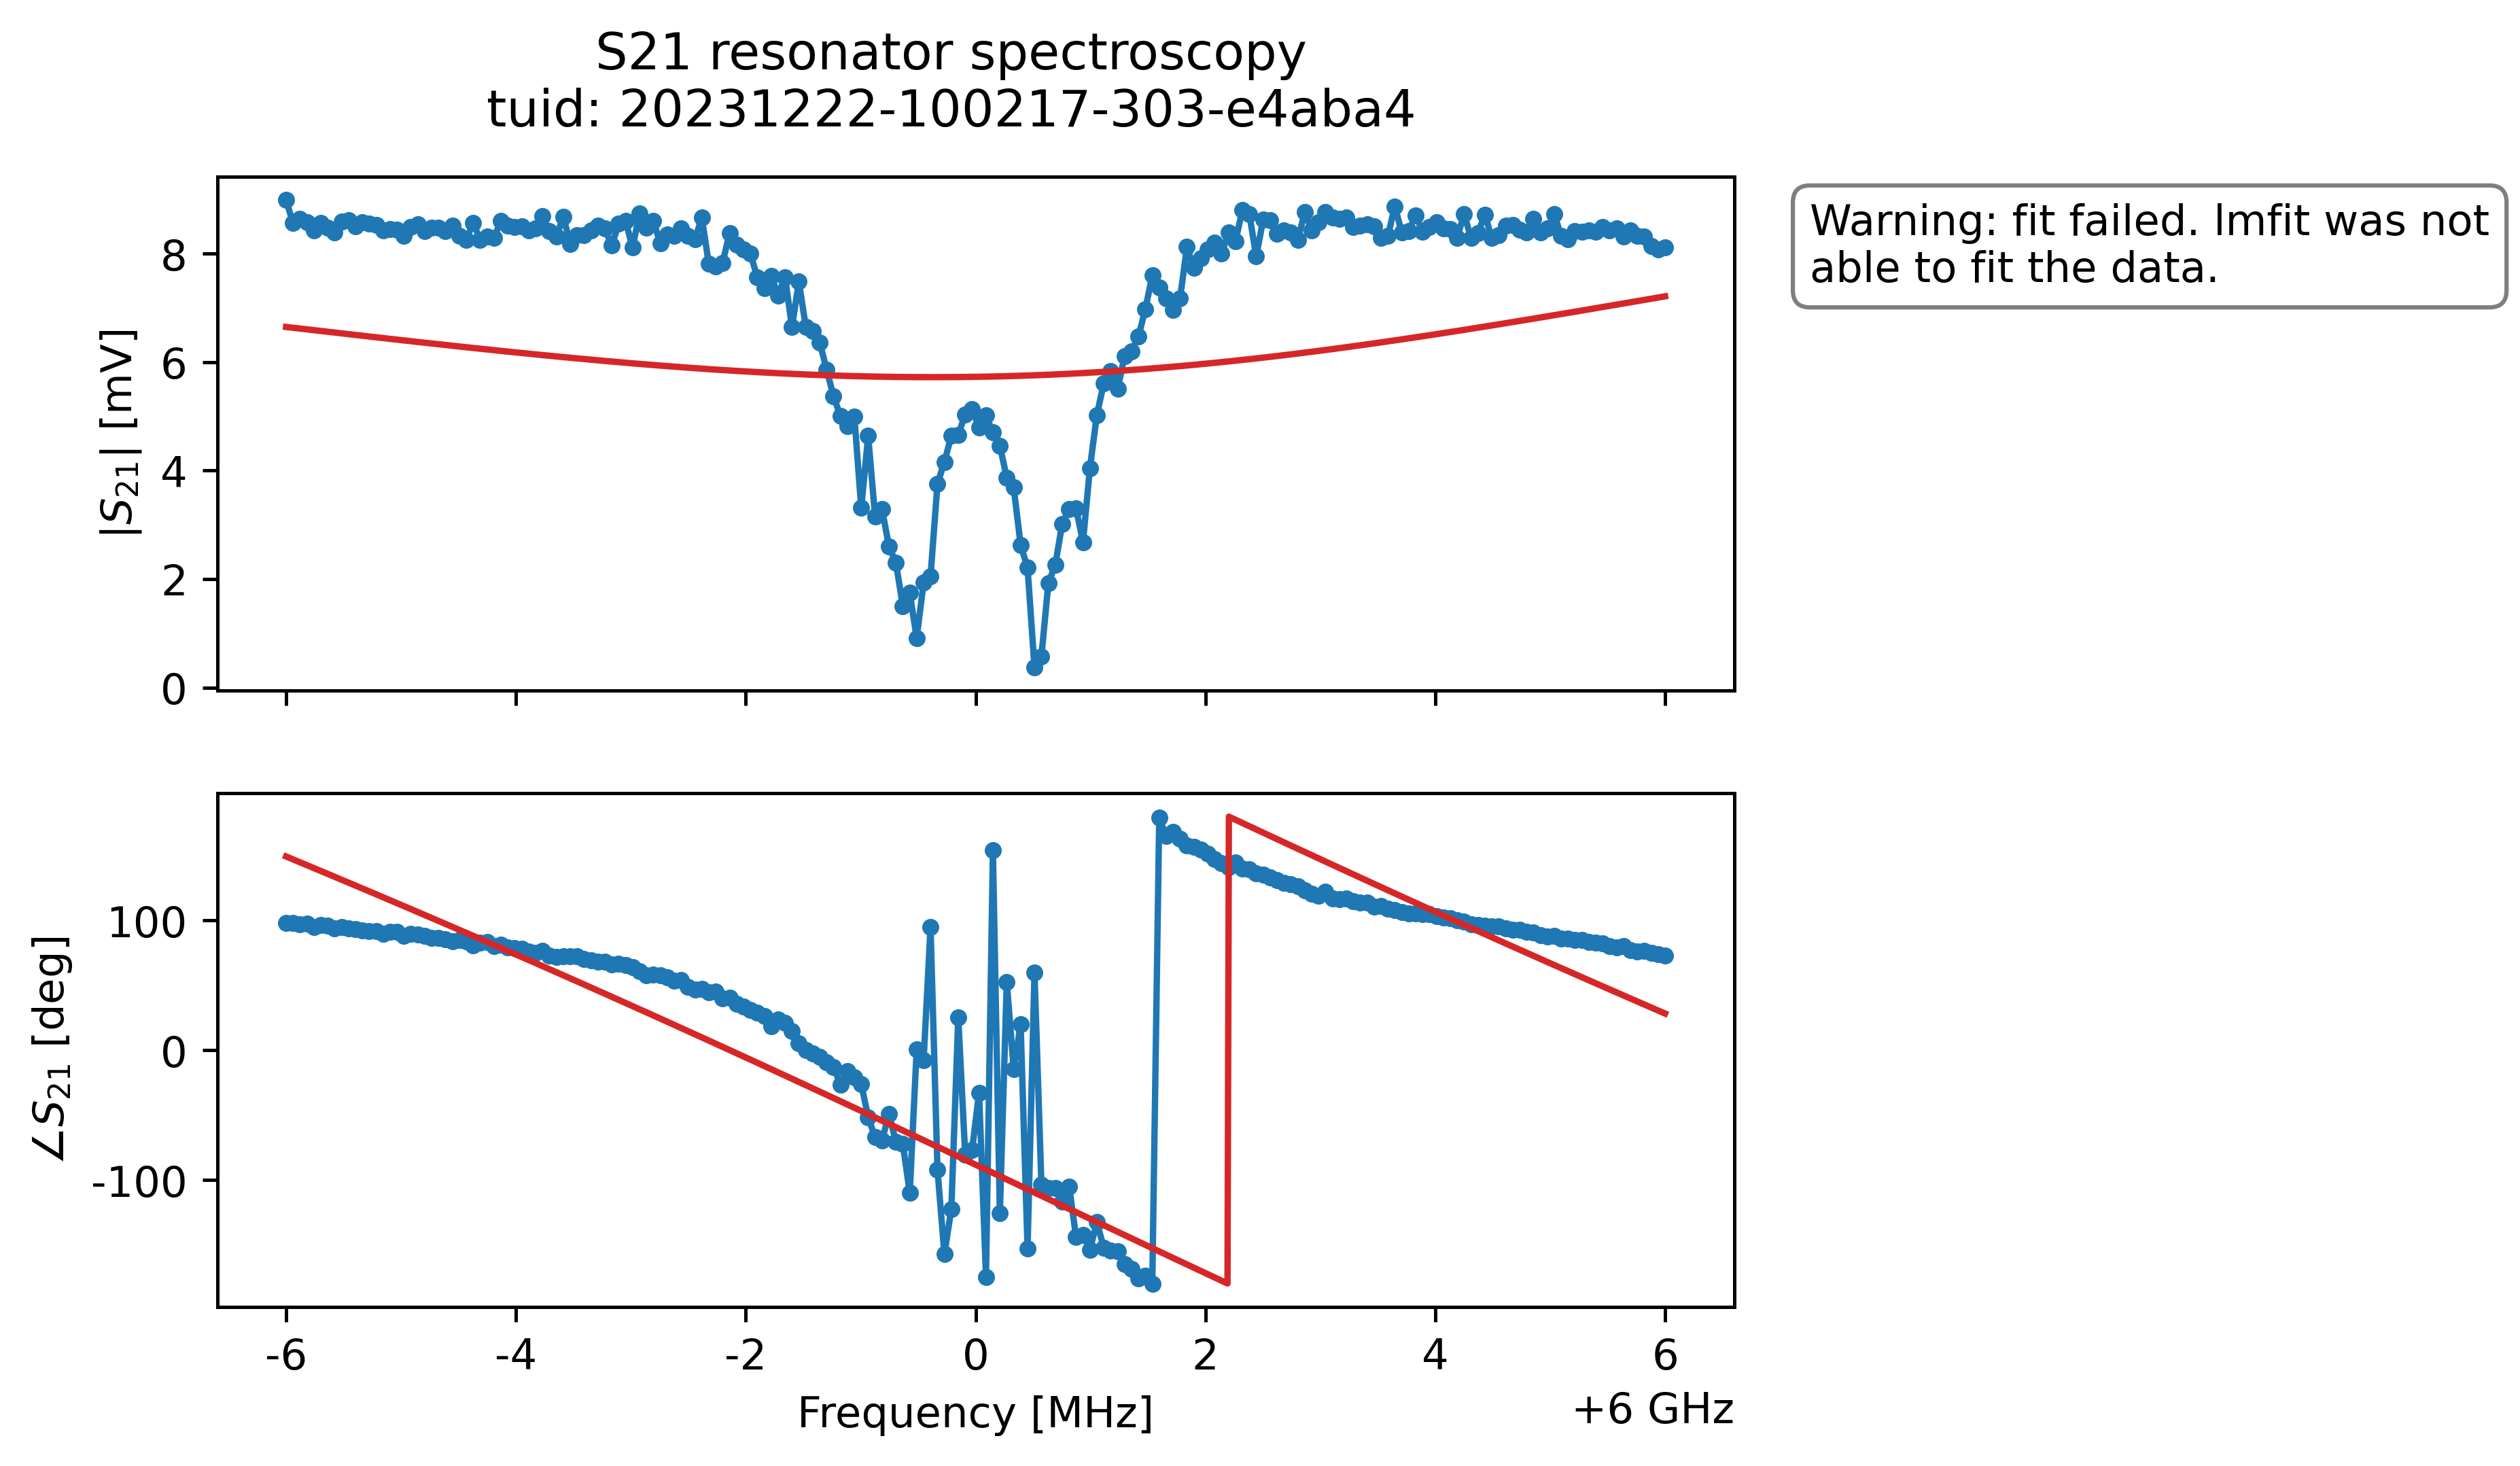 S21 resonator spectroscopy
tuid: 20231222-100217-303-e4aba4
Warning: fit failed. lmfit was not
able to fit the data.
|S21| [mV]
8
6
4
2
0
∠S21 [deg]
100
0
-100
-6 -4 -2 0 2 4 6
Frequency [MHz]
+6 GHz